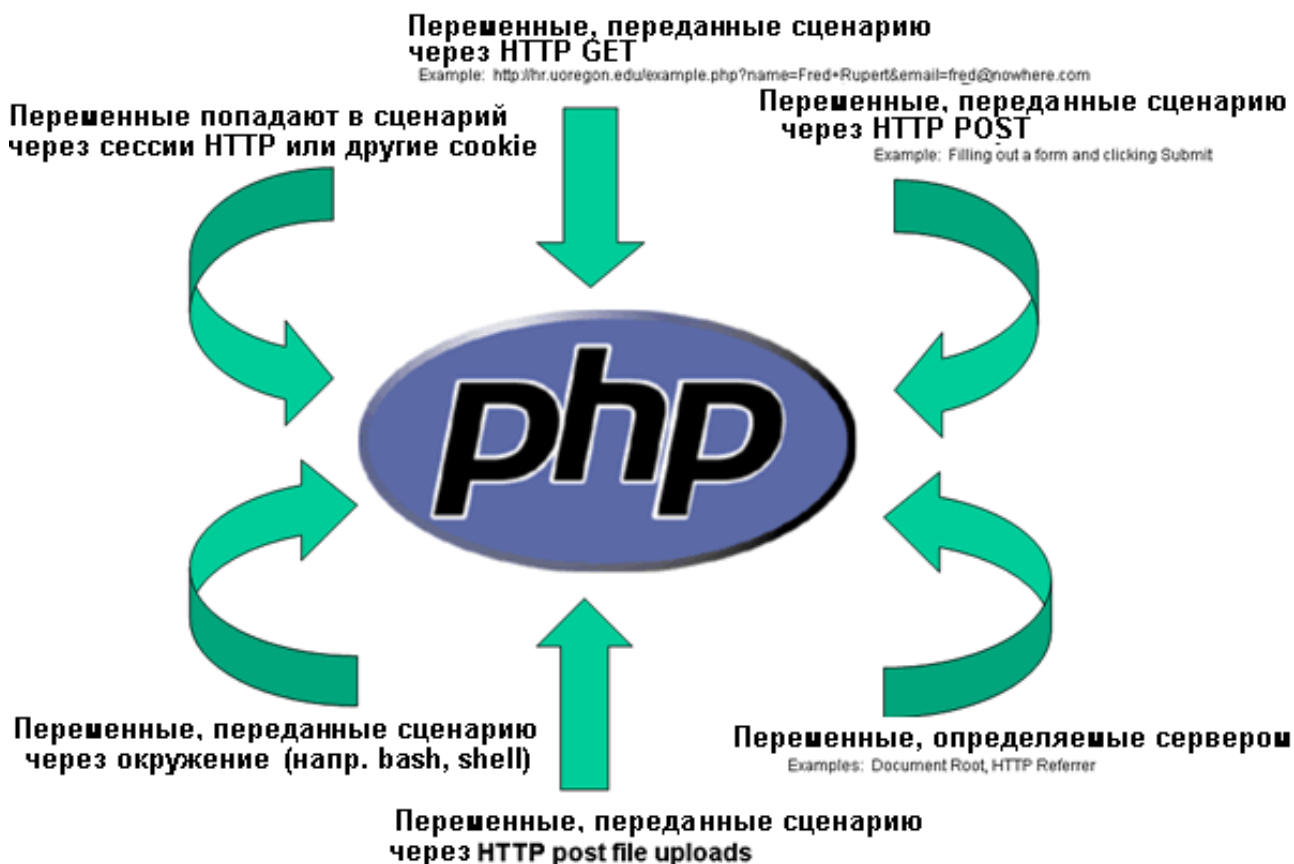 Переменные, переданные сценарию
через HTTP GET
Example: http://hr.uoregon.edu/example.php?name=Fred+Rupert&email=fred@nowhere.com
Переменные попадают в сценарий
через сессии HTTP или другие cookie
Переменные, переданные сценарию
через HTTP POST
Example: Filling out a form and clicking Submit
php
Переменные, переданные сценарию
через окружение (напр. bash, shell)
Переменные, определяемые сервером
Examples: Document Root, HTTP Referrer
Переменные, переданные сценарию
через HTTP post file uploads